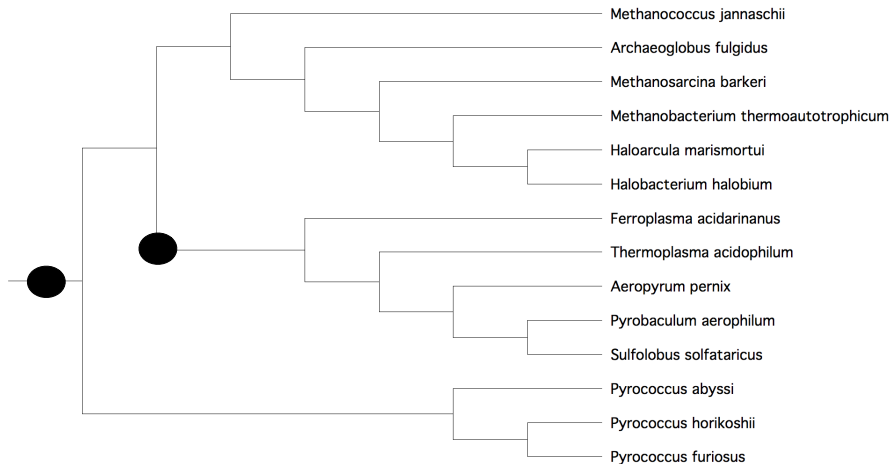 Methanococcus jannaschii
Archaeoglobus fulgidus
Methanosarcina barkeri
Methanobacterium thermoautotrophicum
Haloarcula marismortui
Halobacterium halobium
Ferroplasma acidarinanus
Thermoplasma acidophilum
Aeropyrum pernix
Pyrobaculum aerophilum
Sulfolobus solfataricus
Pyrococcus abyssi
Pyrococcus horikoshii
Pyrococcus furiosus